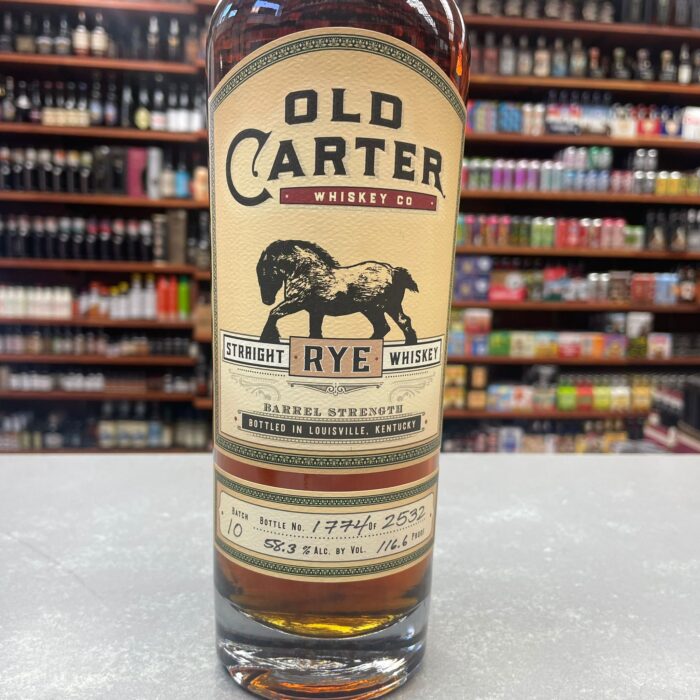 OLD
CARTER
WHISKEY CO
STRAIGHT RYE WHISKEY
BARREL STRENGTH
BOTTLED IN LOUISVILLE, KENTUCKY
BATCH 10 BOTTLE NO. 1774 OF 2532
58.3 % ALC. BY VOL. 116.6 PROOF